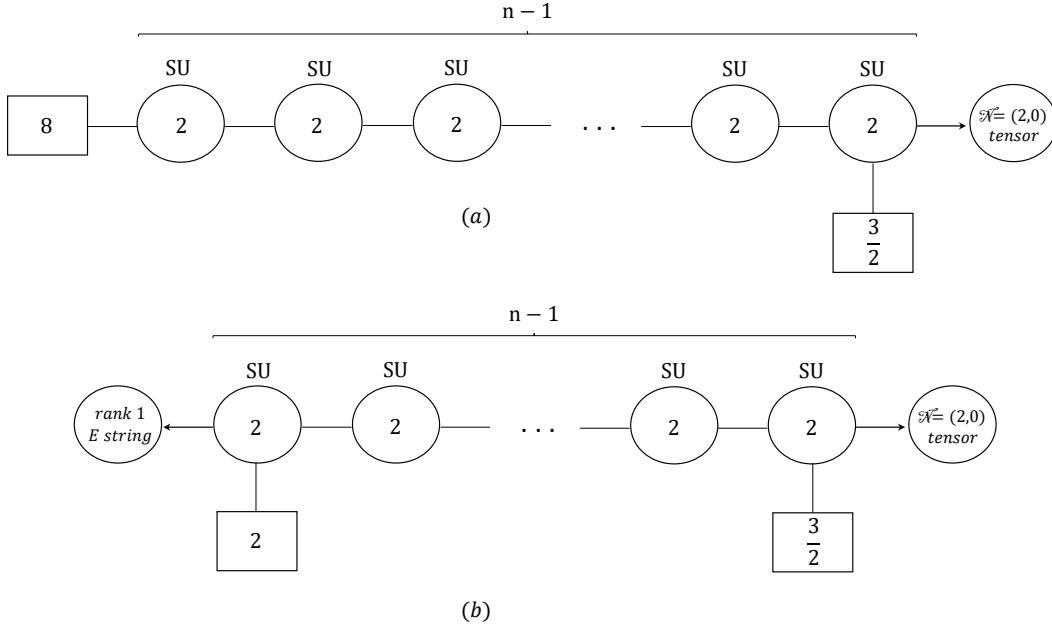 n − 1
SU SU SU SU SU
8 2 2 2 . . . 2 2 𝒩= (2,0)
tensor
3
2
(a)
n − 1
SU SU SU SU
rank 1
E string
2 2 . . . 2 2 𝒩= (2,0)
tensor
2 3
2
(b)